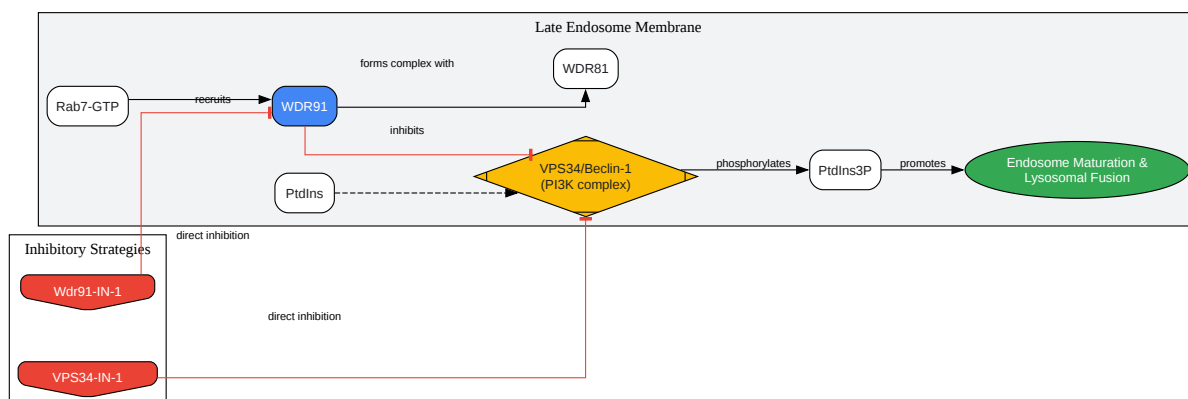 Late Endosome Membrane
forms complex with
WDR81
Rab7-GTP
recruits
WDR91
inhibits
VPS34/Beclin-1
(PI3K complex)
phosphorylates
PtdIns3P
promotes
Endosome Maturation &
Lysosomal Fusion
PtdIns
direct inhibition
Inhibitory Strategies
Wdr91-IN-1
direct inhibition
VPS34-IN-1